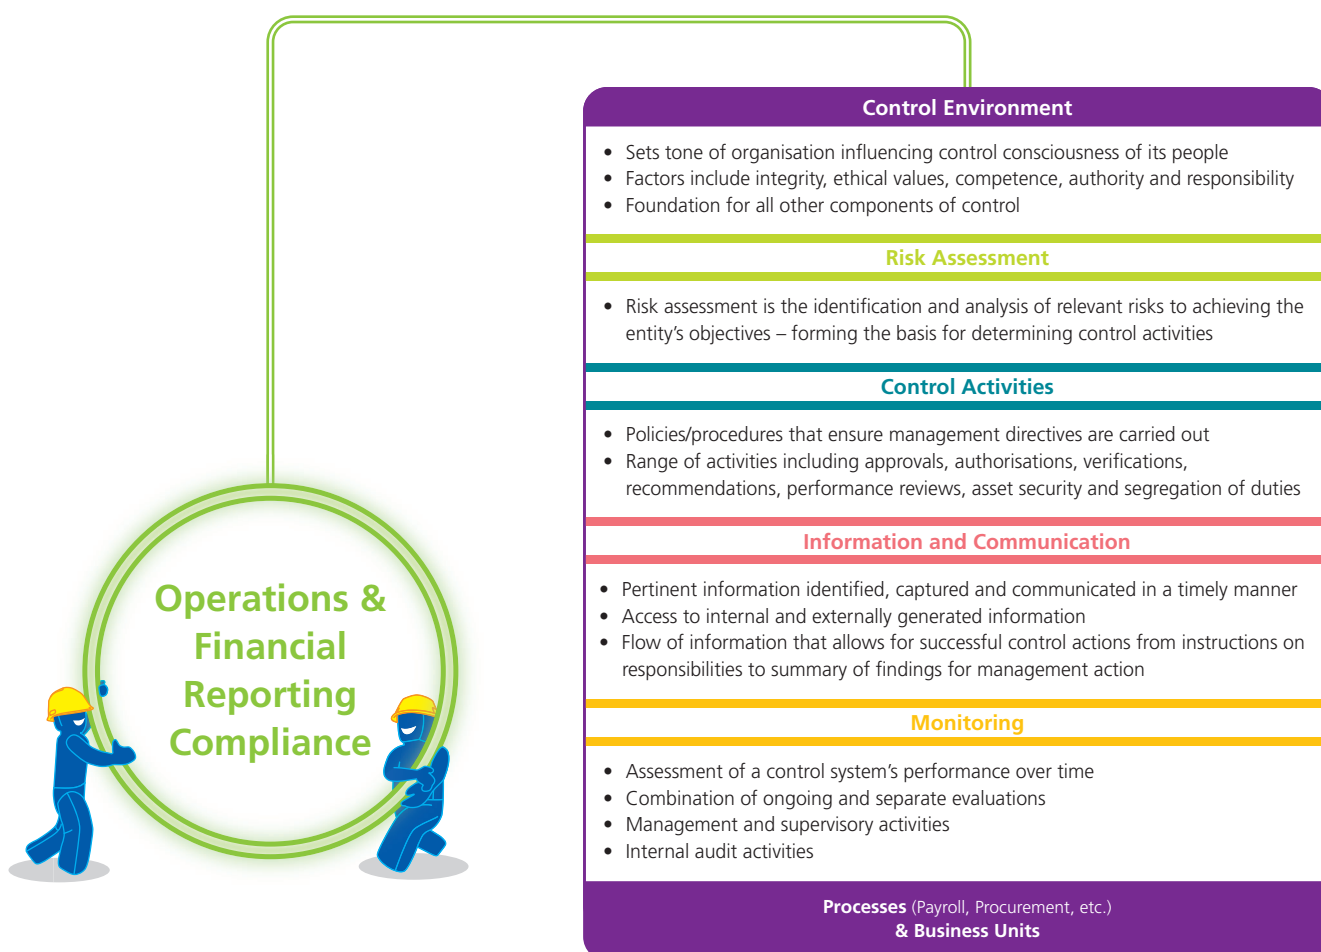 Control Environment
• Sets tone of organisation influencing control consciousness of its people
• Factors include integrity, ethical values, competence, authority and responsibility
• Foundation for all other components of control
Risk Assessment
• Risk assessment is the identification and analysis of relevant risks to achieving the
entity's objectives – forming the basis for determining control activities
Control Activities
• Policies/procedures that ensure management directives are carried out
• Range of activities including approvals, authorisations, verifications,
recommendations, performance reviews, asset security and segregation of duties
Information and Communication
• Pertinent information identified, captured and communicated in a timely manner
• Access to internal and externally generated information
• Flow of information that allows for successful control actions from instructions on
responsibilities to summary of findings for management action
Monitoring
• Assessment of a control system's performance over time
• Combination of ongoing and separate evaluations
• Management and supervisory activities
• Internal audit activities
Processes (Payroll, Procurement, etc.)
& Business Units
Operations &
Financial
Reporting
Compliance